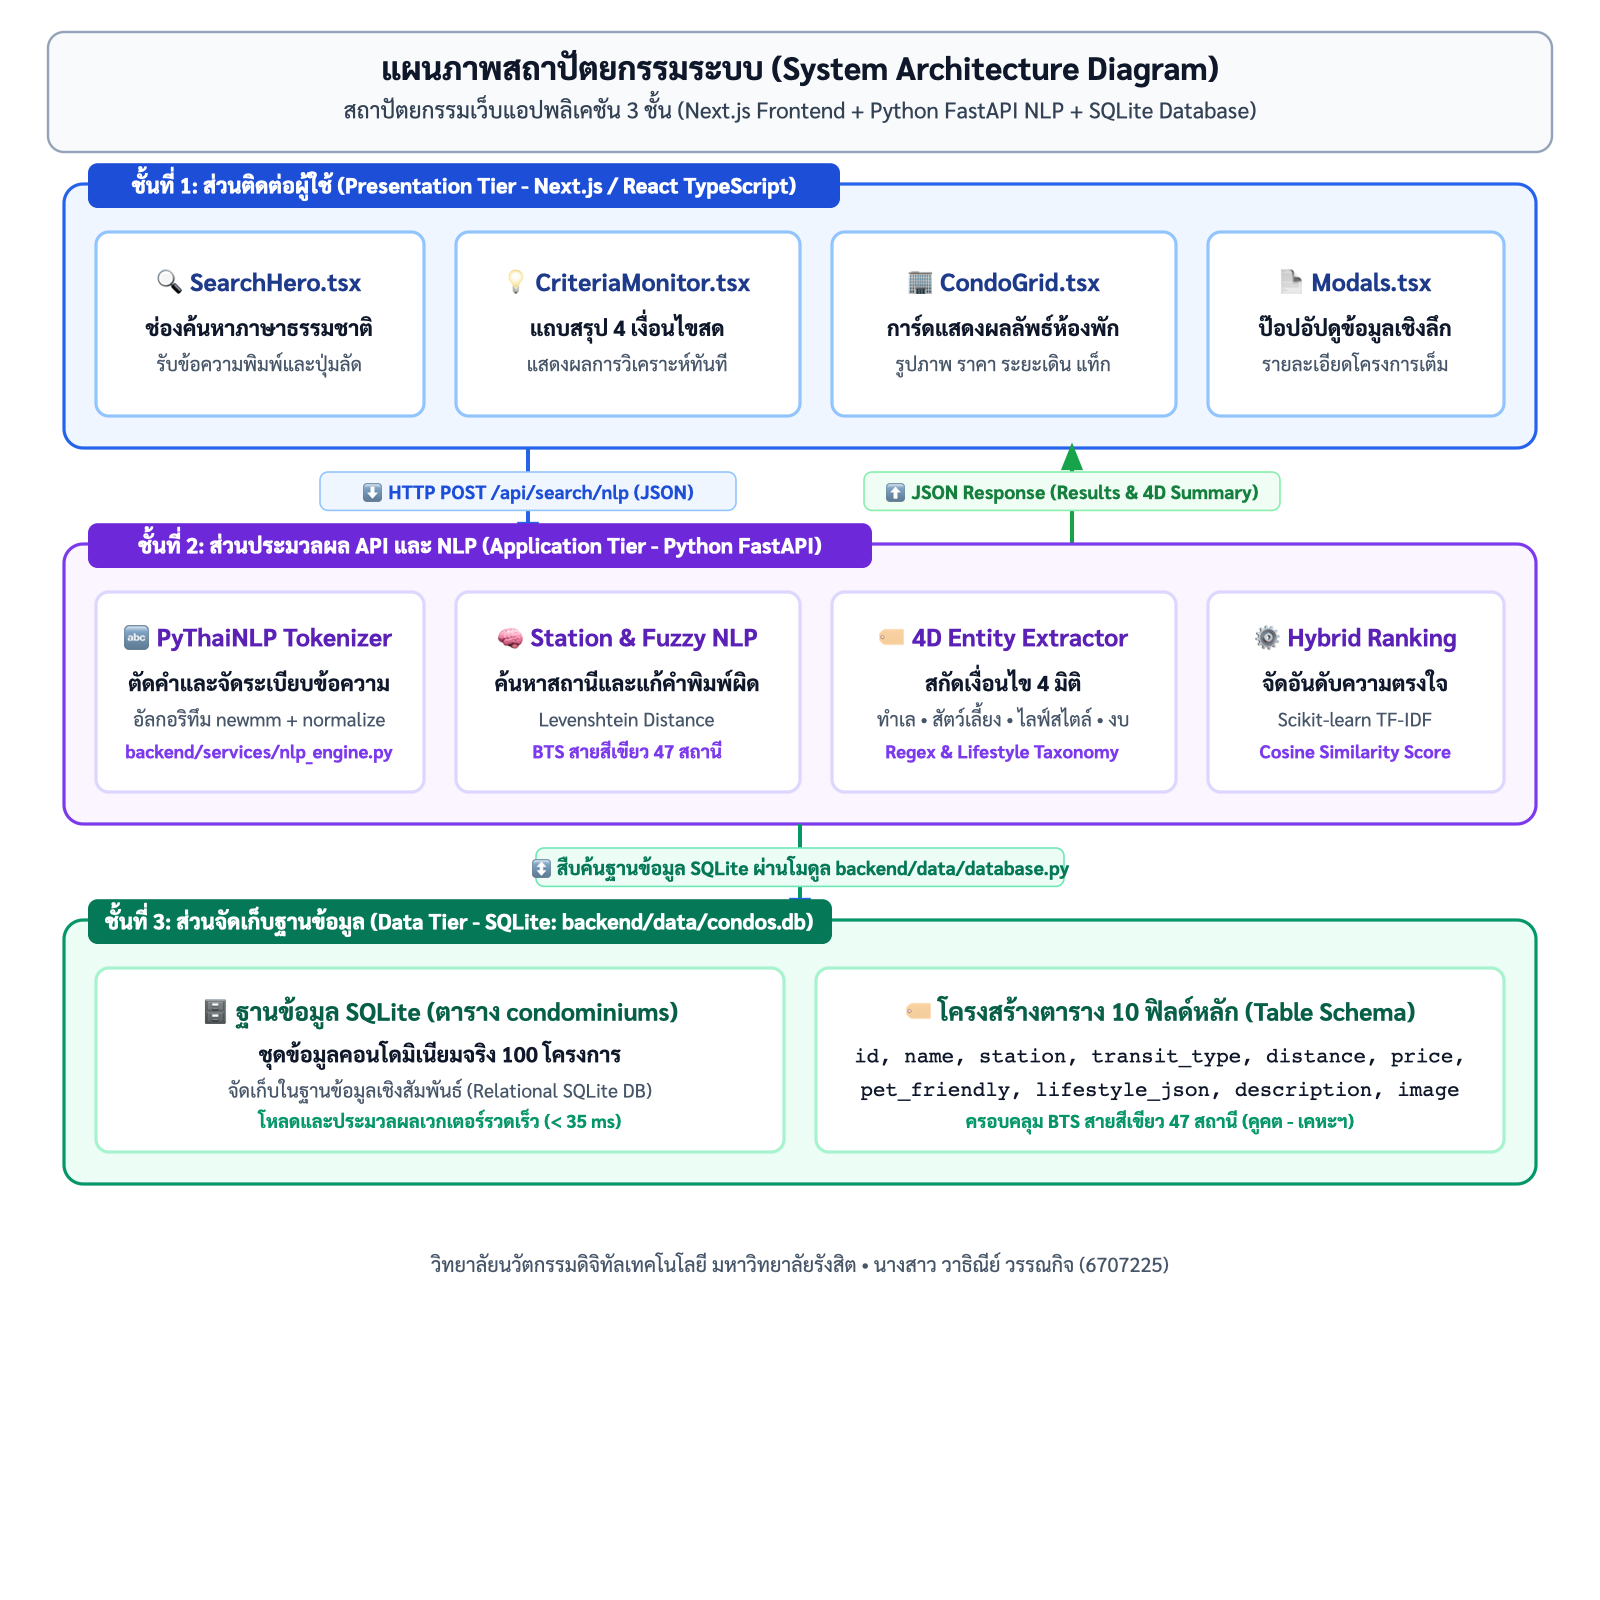 แผนภาพสถาปัตยกรรมระบบ (System Architecture Diagram)
สถาปัตยกรรมเว็บแอปพลิเคชัน 3 ชั้น (Next.js Frontend + Python FastAPI NLP + SQLite Database)
ชั้นที่ 1: ส่วนติดต่อผู้ใช้ (Presentation Tier - Next.js / React TypeScript)
SearchHero.tsx
ช่องค้นหาภาษาธรรมชาติ
รับข้อความพิมพ์และปุ่มลัด
CriteriaMonitor.tsx
แถบสรุป 4 เงื่อนไขสด
แสดงผลการวิเคราะห์ทันที
CondoGrid.tsx
การ์ดแสดงผลลัพธ์ห้องพัก
รูปภาพ ราคา ระยะเดิน แท็ก
Modals.tsx
ป๊อปอัปดูข้อมูลเชิงลึก
รายละเอียดโครงการเต็ม
HTTP POST /api/search/nlp (JSON)
JSON Response (Results & 4D Summary)
ชั้นที่ 2: ส่วนประมวลผล API และ NLP (Application Tier - Python FastAPI)
abc PyThaiNLP Tokenizer
ตัดคำและจัดระเบียบข้อความ
อัลกอริทึม newmm + normalize
backend/services/nlp_engine.py
Station & Fuzzy NLP
ค้นหาสถานีและแก้คำพิมพ์ผิด
Levenshtein Distance
BTS สายสีเขียว 47 สถานี
4D Entity Extractor
สกัดเงื่อนไข 4 มิติ
ทำเล • สัตว์เลี้ยง • ไลฟ์สไตล์ • งบ
Regex & Lifestyle Taxonomy
Hybrid Ranking
จัดอันดับความตรงใจ
Scikit-learn TF-IDF
Cosine Similarity Score
สืบค้นฐานข้อมูล SQLite ผ่านโมดูล backend/data/database.py
ชั้นที่ 3: ส่วนจัดเก็บฐานข้อมูล (Data Tier - SQLite: backend/data/condos.db)
ฐานข้อมูล SQLite (ตาราง condominiums)
ชุดข้อมูลคอนโดมิเนียมจริง 100 โครงการ
จัดเก็บในฐานข้อมูลเชิงสัมพันธ์ (Relational SQLite DB)
โหลดและประมวลผลเวกเตอร์รวดเร็ว (< 35 ms)
โครงสร้างตาราง 10 ฟิลด์หลัก (Table Schema)
id, name, station, transit_type, distance, price,
pet_friendly, lifestyle_json, description, image
ครอบคลุม BTS สายสีเขียว 47 สถานี (คูคต - เคหะฯ)
วิทยาลัยนวัตกรรมดิจิทัลเทคโนโลยี มหาวิทยาลัยรังสิต • นางสาว วาธิณีย์ วรรณกิจ (6707225)